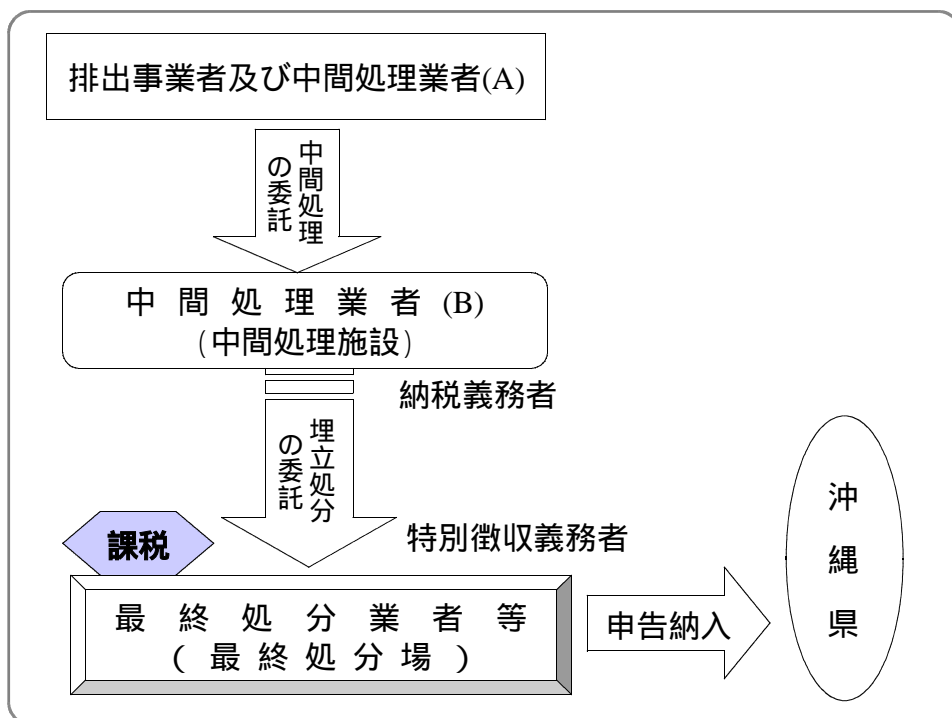 排出事業者及び中間処理業者(A)
中間処理
の委託
中間処理業者(B)
(中間処理施設)
納税義務者
埋立処分
の委託
課税
特別徴収義務者
最終処分業者等
(最終処分場)
申告納入
沖縄県